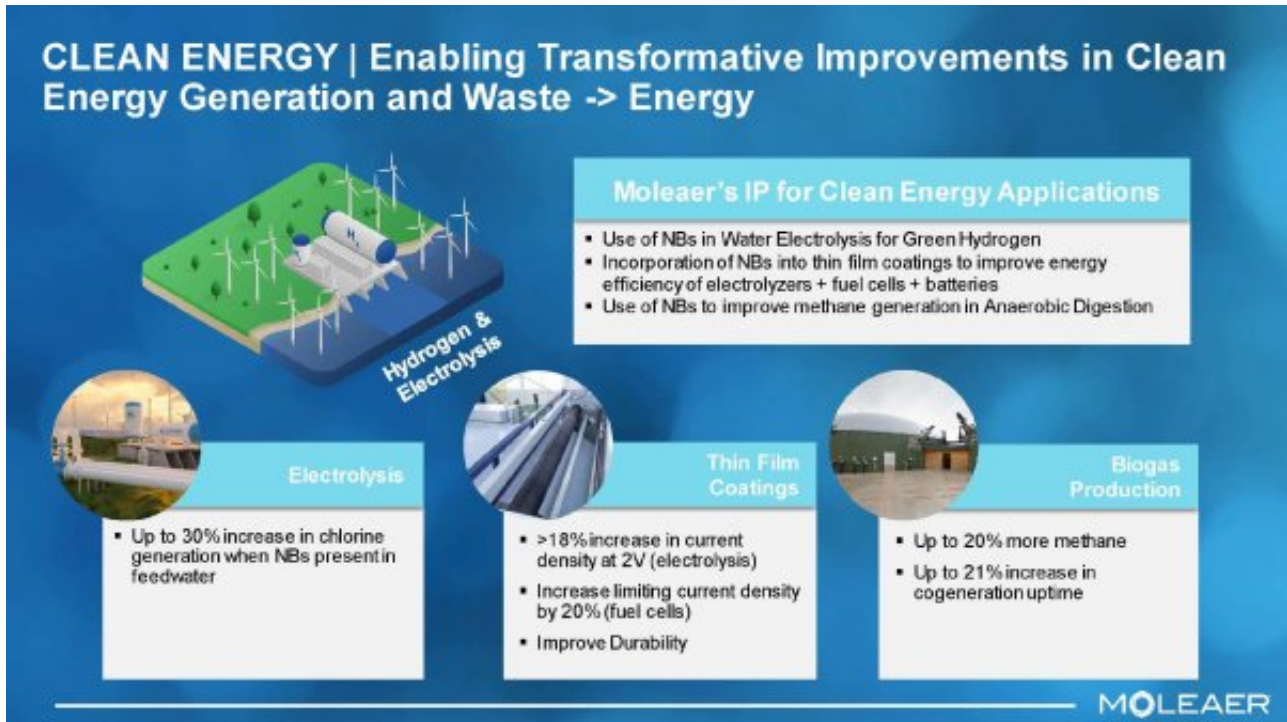 CLEAN ENERGY | Enabling Transformative Improvements in Clean
Energy Generation and Waste -> Energy
Moleaer's IP for Clean Energy Applications
▪ Use of NBs in Water Electrolysis for Green Hydrogen
▪ Incorporation of NBs into thin film coatings to improve energy
efficiency of electrolyzers + fuel cells + batteries
▪ Use of NBs to improve methane generation in Anaerobic Digestion
H₂
Hydrogen &
Electrolysis
Electrolysis
▪ Up to 30% increase in chlorine
generation when NBs present in
feedwater
Thin Film
Coatings
▪ >18% increase in current
density at 2V (electrolysis)
▪ Increase limiting current density
by 20% (fuel cells)
▪ Improve Durability
Biogas
Production
▪ Up to 20% more methane
▪ Up to 21% increase in
cogeneration uptime
MOLEAER